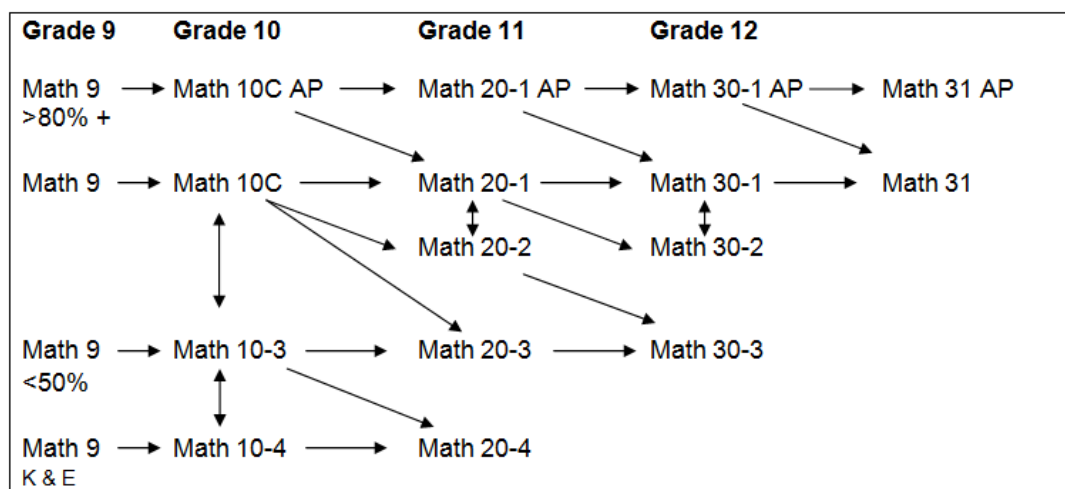 Grade 9 Grade 10 Grade 11 Grade 12
Math 9 Math 10C AP Math 20-1 AP Math 30-1 AP Math 31 AP
>80% +
Math 9 Math 10C Math 20-1 Math 30-1 Math 31
Math 20-2 Math 30-2
Math 9 Math 10-3 Math 20-3 Math 30-3
<50%
Math 9 Math 10-4 Math 20-4
K & E